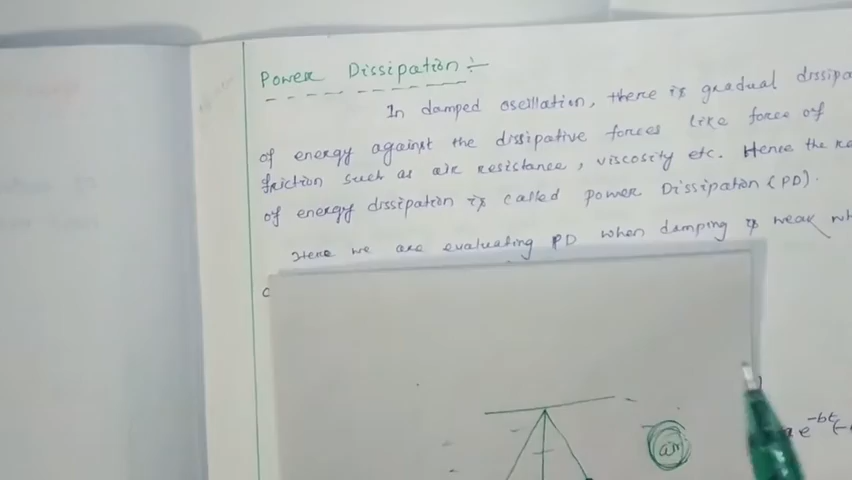 Power Dissipation :-
In damped oscillation, there is gradual dissipa
of energy against the dissipative forces like force of
friction such as air resistance, viscosity etc. Hence the
of energy dissipation is called power Dissipation (PD).
Here we are evaluating PD when damping is weak
air
e^{-bt}